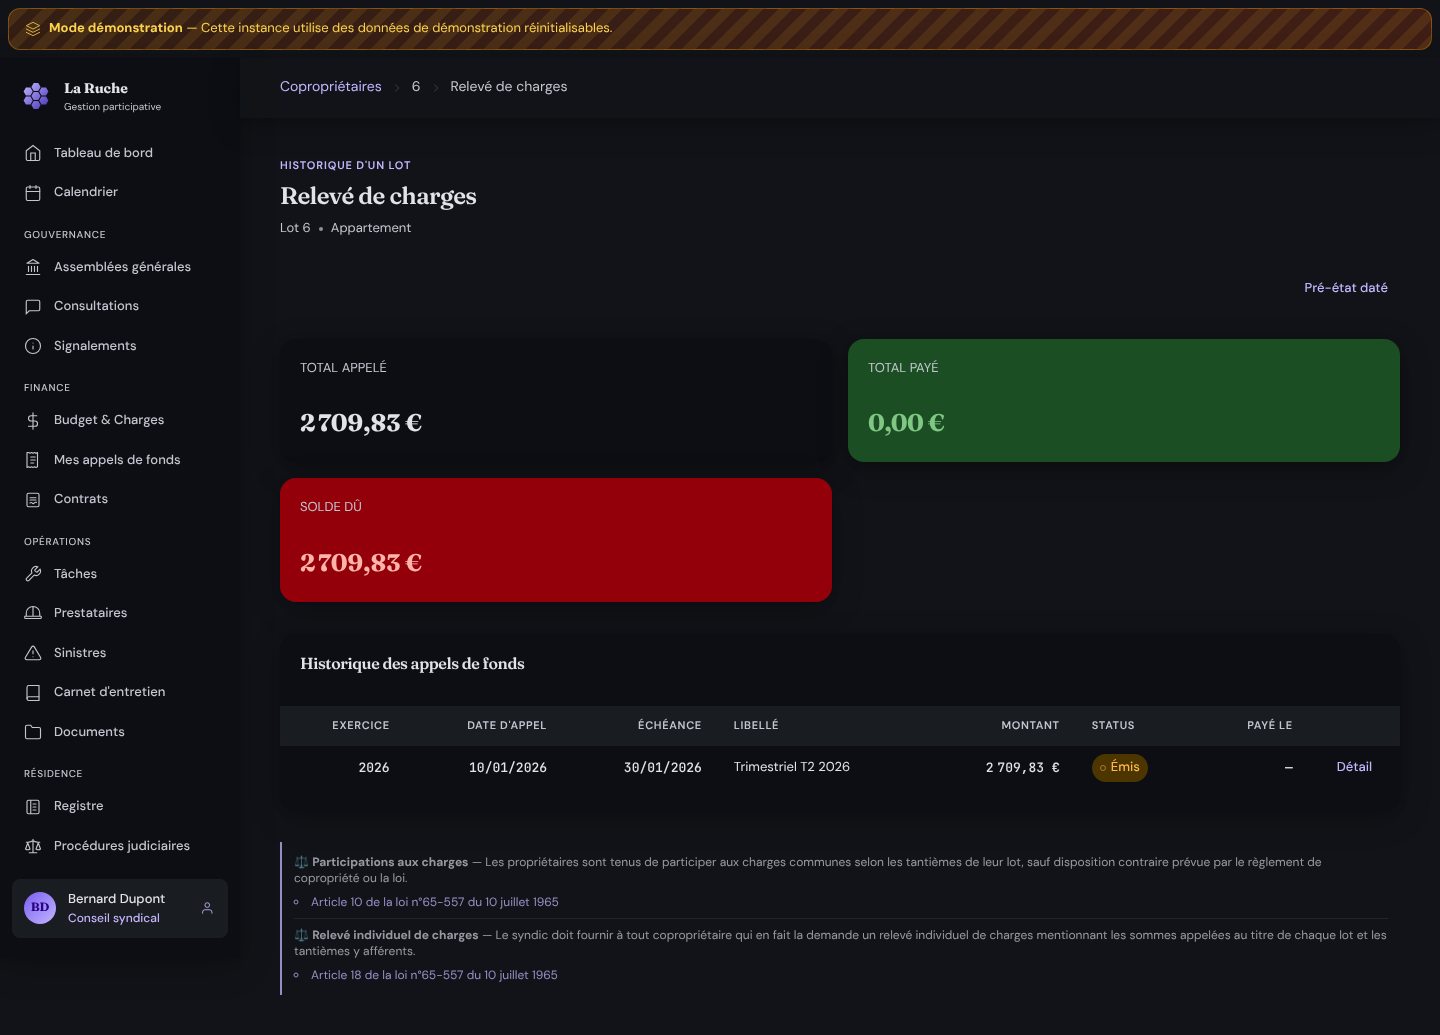 Mode démonstration — Cette instance utilise des données de démonstration réinitialisables.
La Ruche
Gestion participative
Tableau de bord
Calendrier
GOUVERNANCE
Assemblées générales
Consultations
Signalements
FINANCE
Budget & Charges
Mes appels de fonds
Contrats
OPÉRATIONS
Tâches
Prestataires
Sinistres
Carnet d'entretien
Documents
RÉSIDENCE
Registre
Procédures judiciaires
BD
Bernard Dupont
Conseil syndical
Copropriétaires > 6 > Relevé de charges
HISTORIQUE D'UN LOT
Relevé de charges
Lot 6 • Appartement
Pré-état daté
TOTAL APPELÉ
2 709,83 €
TOTAL PAYÉ
0,00 €
SOLDE DÛ
2 709,83 €
Historique des appels de fonds
EXERCICE DATE D'APPEL ÉCHÉANCE LIBELLÉ MONTANT STATUS PAYÉ LE
2026 10/01/2026 30/01/2026 Trimestriel T2 2026 2 709,83 € Émis — Détail
Participations aux charges — Les propriétaires sont tenus de participer aux charges communes selon les tantièmes de leur lot, sauf disposition contraire prévue par le règlement de
copropriété ou la loi.
Article 10 de la loi n°65-557 du 10 juillet 1965
Relevé individuel de charges — Le syndic doit fournir à tout copropriétaire qui en fait la demande un relevé individuel de charges mentionnant les sommes appelées au titre de chaque lot et les
tantièmes y afférents.
Article 18 de la loi n°65-557 du 10 juillet 1965